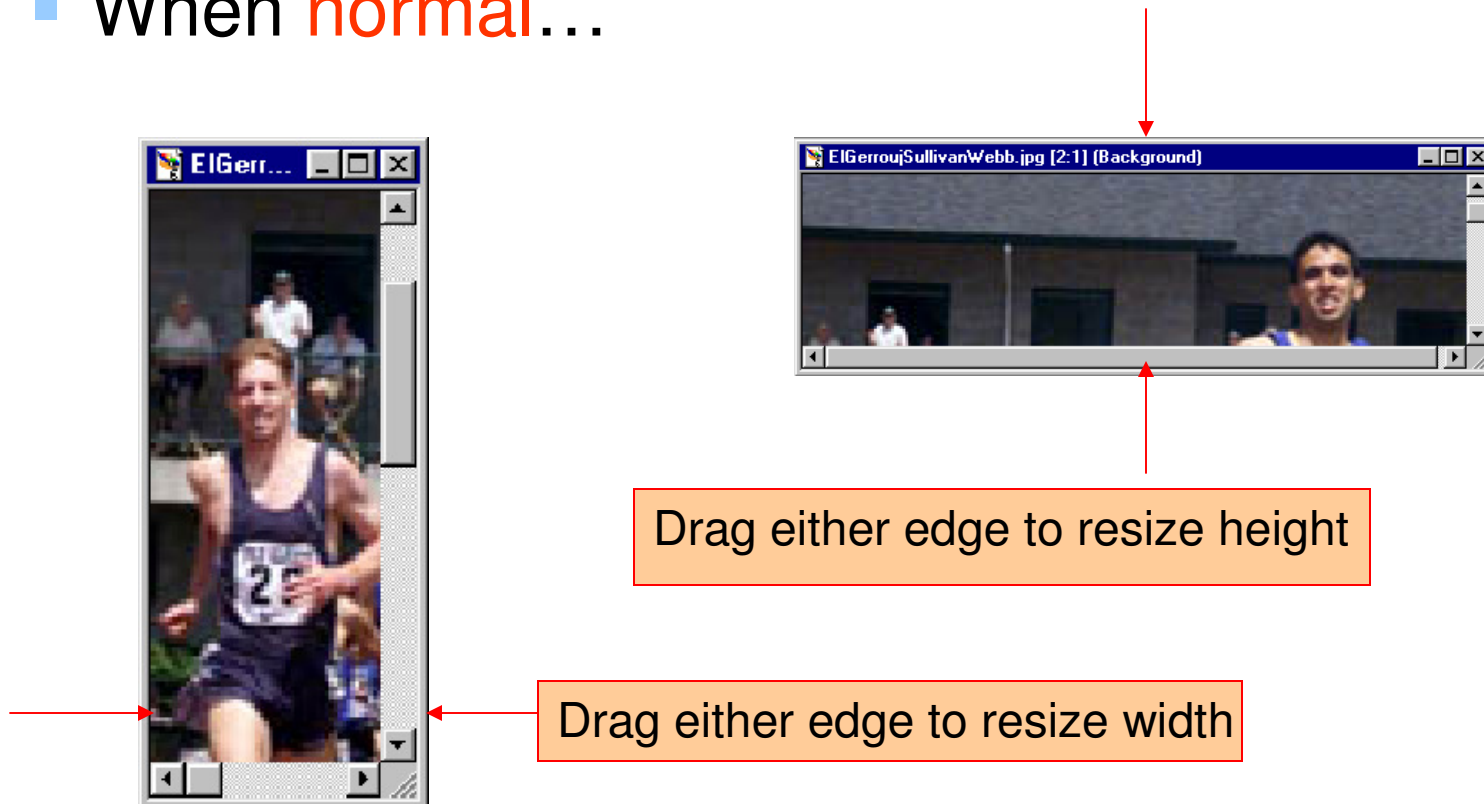 When normal…
ElGerr...
ElGerroujSullivanWebb.jpg [2:1] (Background)
Drag either edge to resize height
Drag either edge to resize width